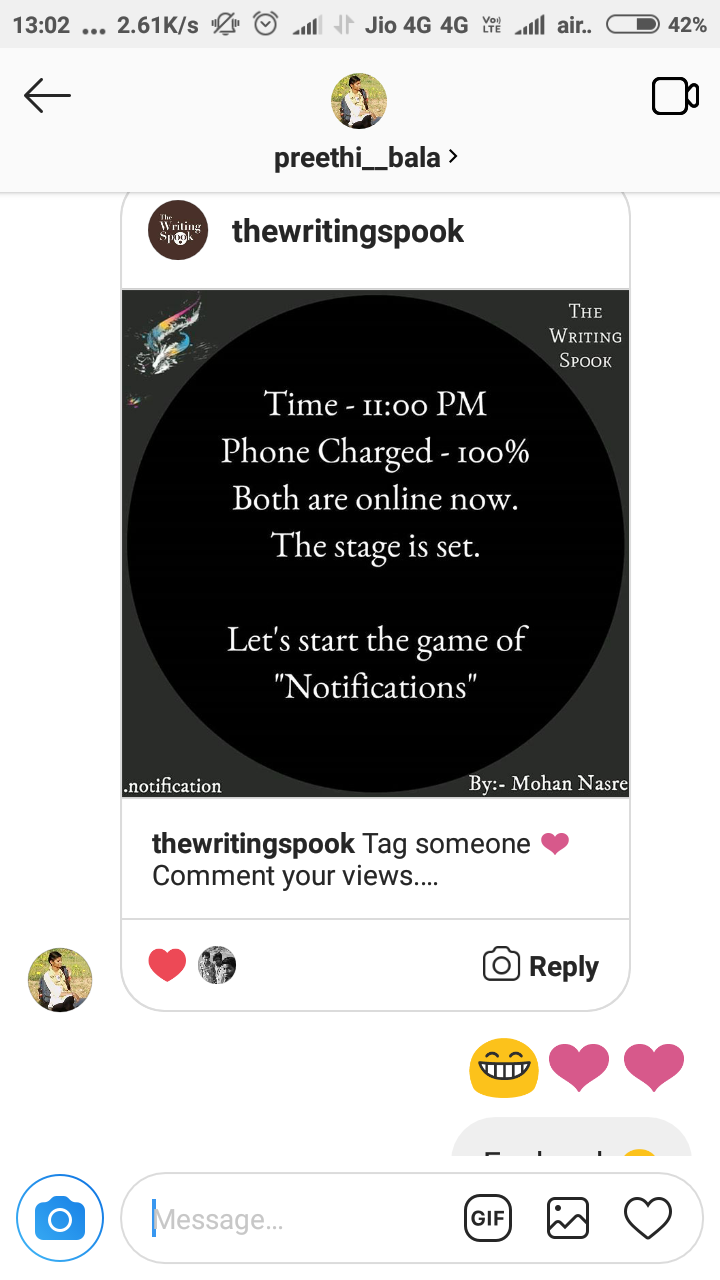 13:02 ... 2.61K/s Jio 4G 4G Vo) LTE air.. 42%
preethi__bala
The Writing Spook
thewritingspook
The
Writing
Spook
Time - 11:00 PM
Phone Charged - 100%
Both are online now.
The stage is set.
Let's start the game of
"Notifications"
.notification
By:- Mohan Nasre
thewritingspook Tag someone
Comment your views....
Reply
Message...
GIF